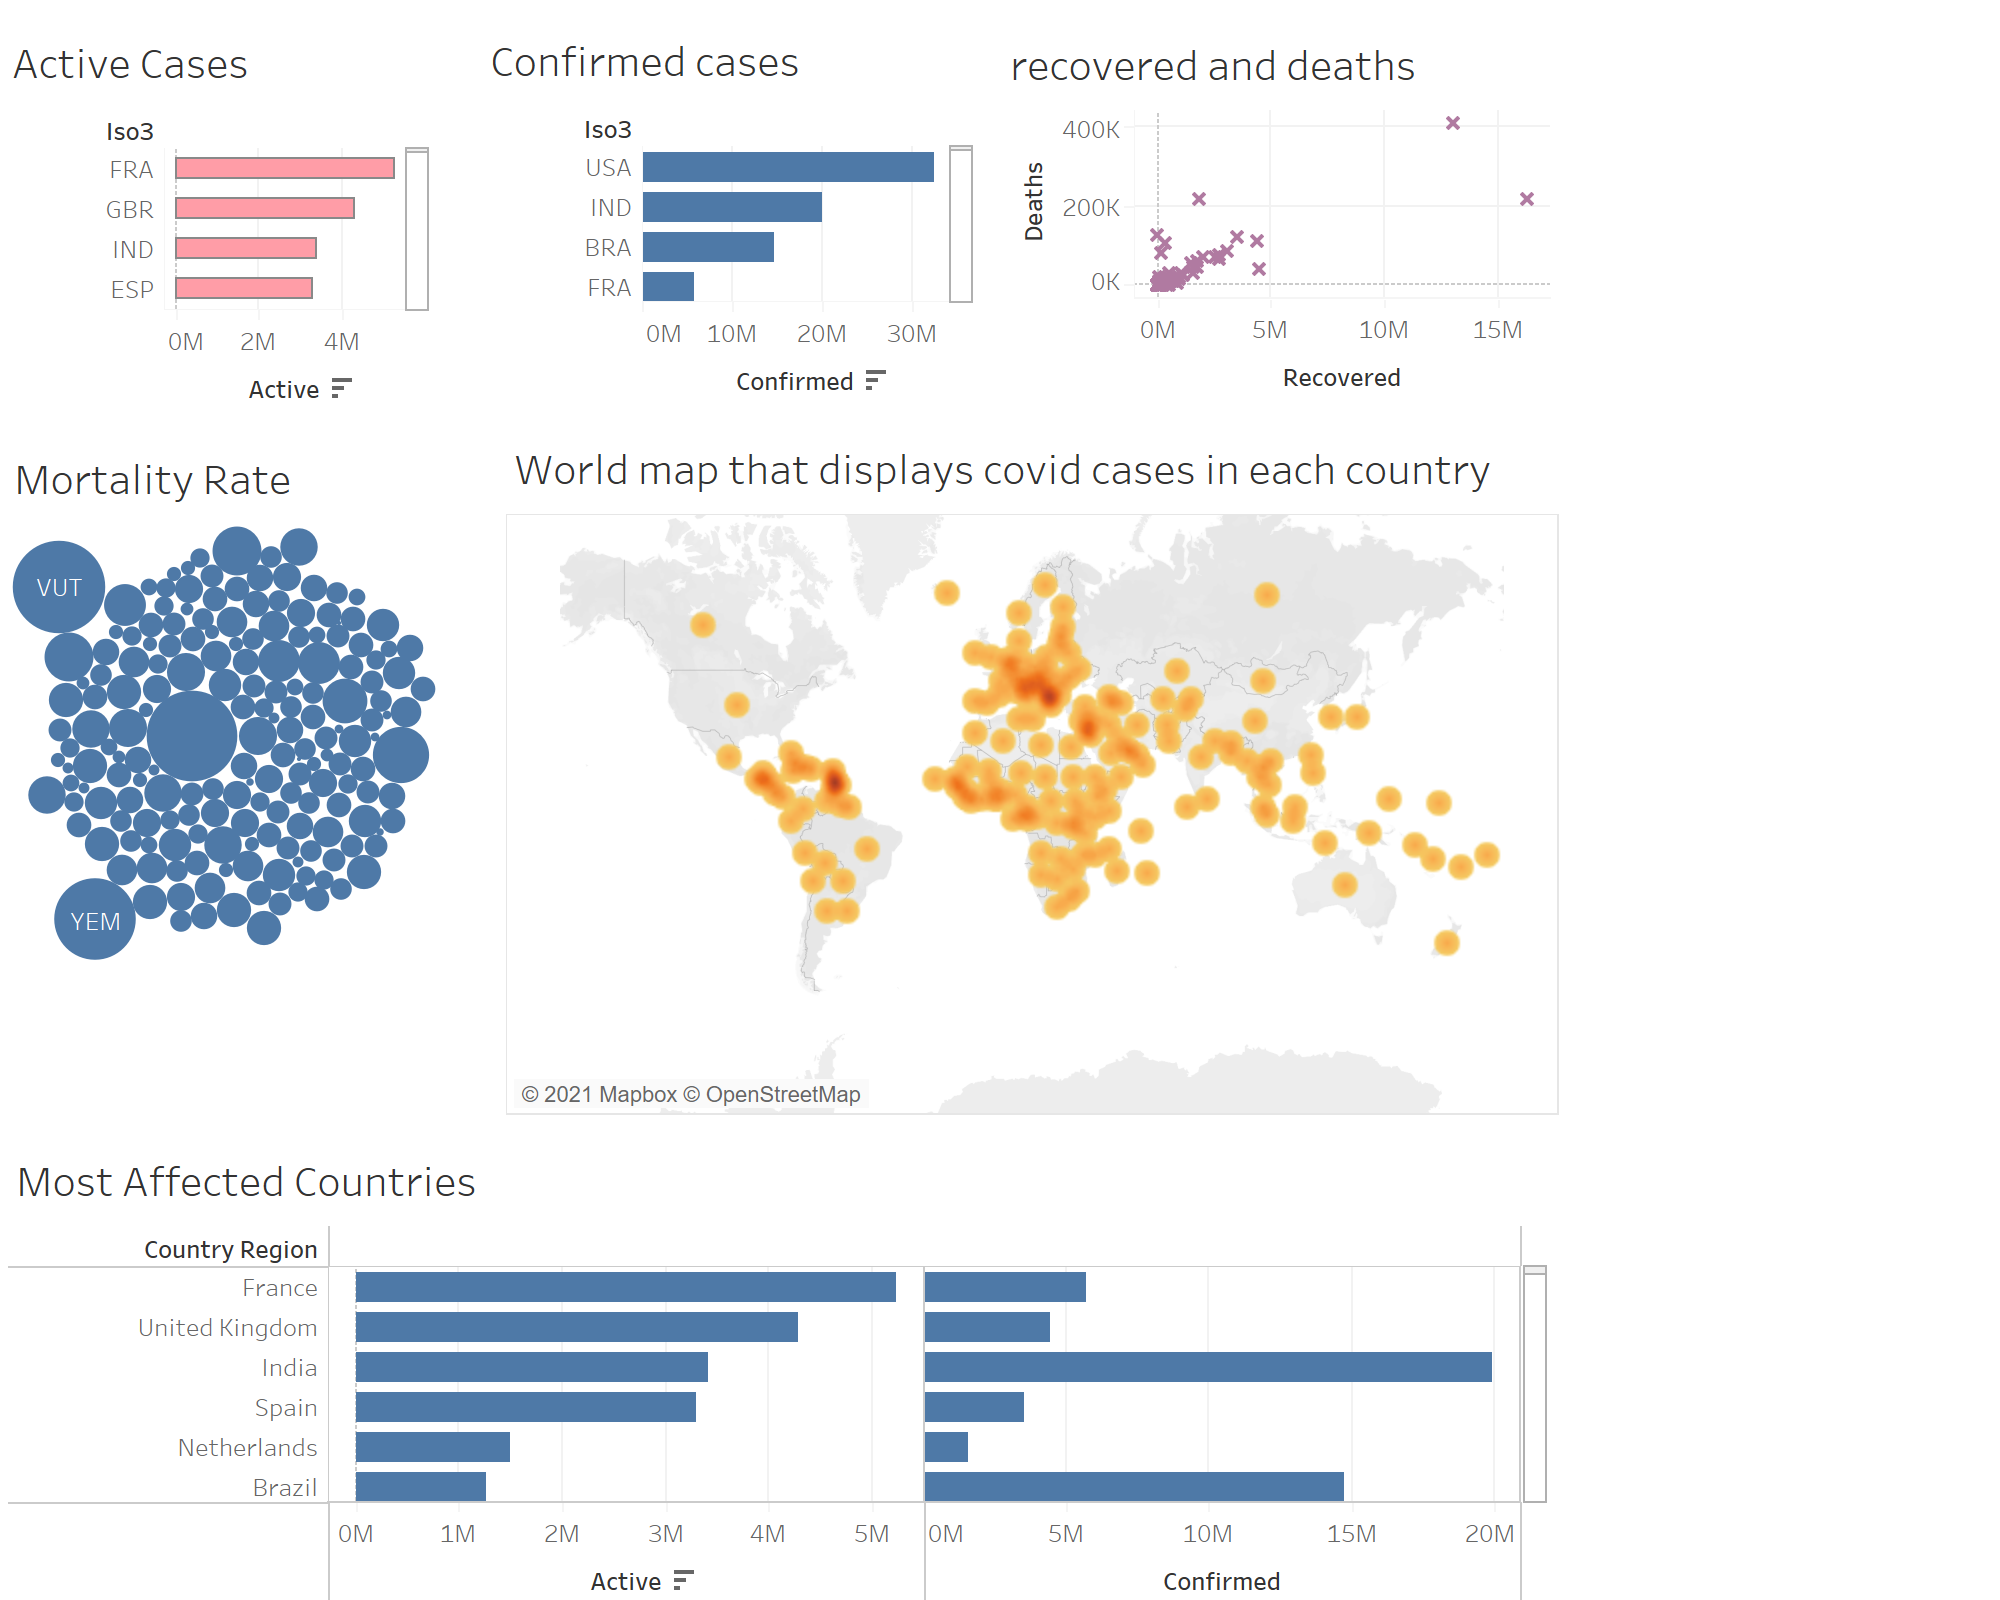 Active Cases
Iso3
FRA
GBR
IND
ESP
0M 2M 4M
Active
Confirmed cases
Iso3
USA
IND
BRA
FRA
0M 10M 20M 30M
Confirmed
recovered and deaths
400K
200K
0K
Deaths
0M 5M 10M 15M
Recovered
Mortality Rate
VUT
YEM
World map that displays covid cases in each country
© 2021 Mapbox © OpenStreetMap
Most Affected Countries
Country Region
France
United Kingdom
India
Spain
Netherlands
Brazil
0M 1M 2M 3M 4M 5M 0M 5M 10M 15M 20M
Active Confirmed